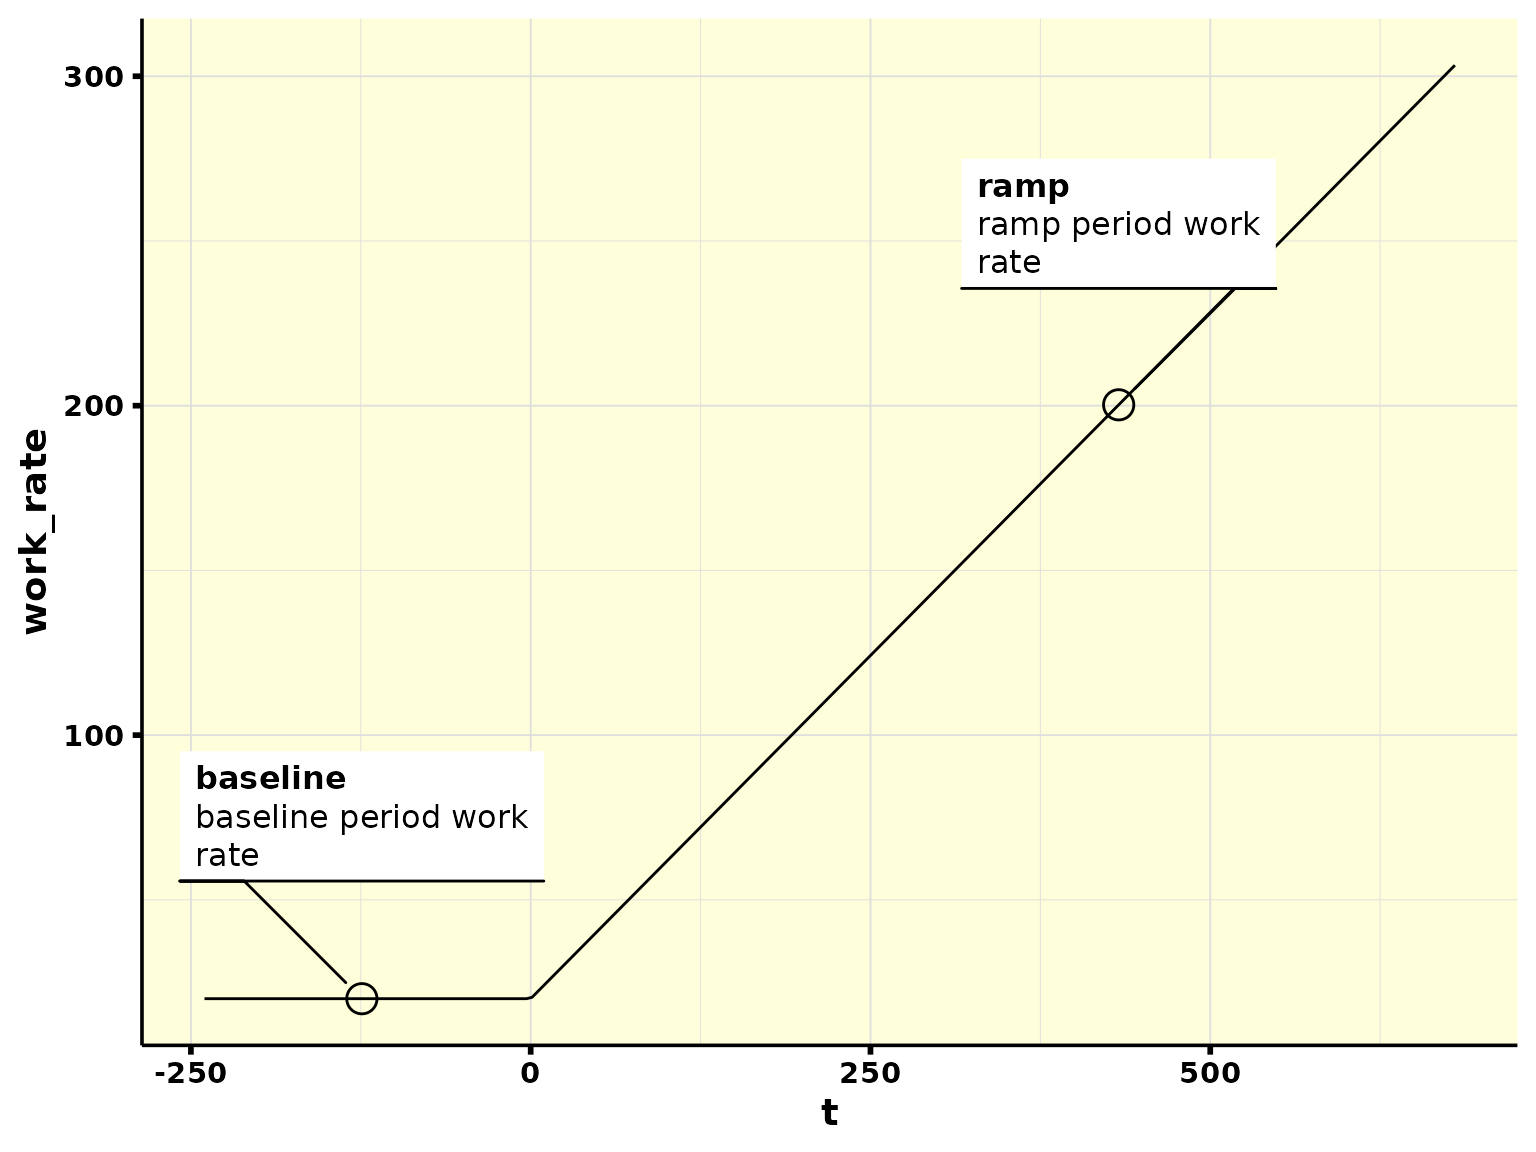 300
ramp
ramp period work
rate
200
work_rate
100
baseline
baseline period work
rate
-250 0 250 500
t